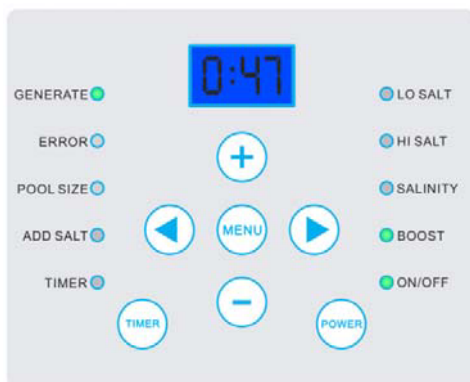 0:47
GENERATE
ERROR
POOL SIZE
ADD SALT
TIMER
LO SALT
HI SALT
SALINITY
BOOST
ON/OFF
+
MENU
−
TIMER
POWER